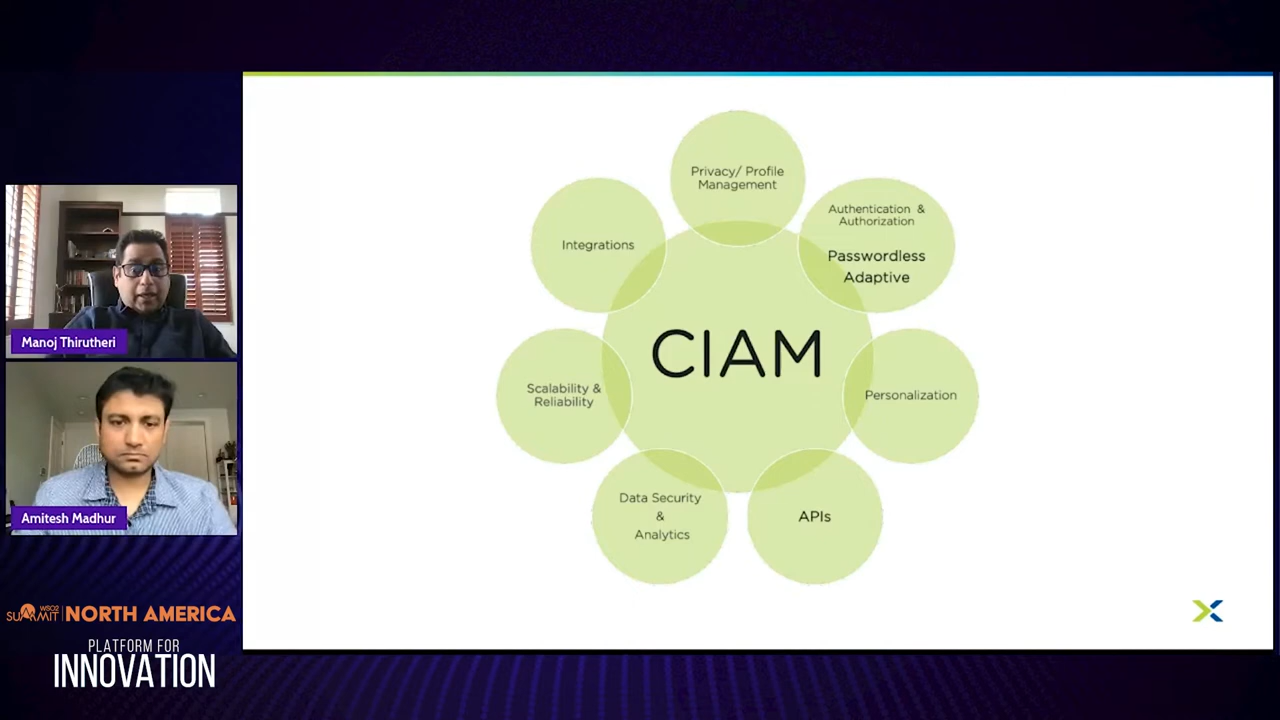 Manoj Thirutheri
Amitesh Madhur
WSO2
SUMMIT
NORTH AMERICA
PLATFORM FOR
INNOVATION
Privacy/ Profile
Management
Authentication &
Authorization
Passwordless
Adaptive
Integrations
CIAM
Scalability &
Reliability
Personalization
Data Security
&
Analytics
APIs